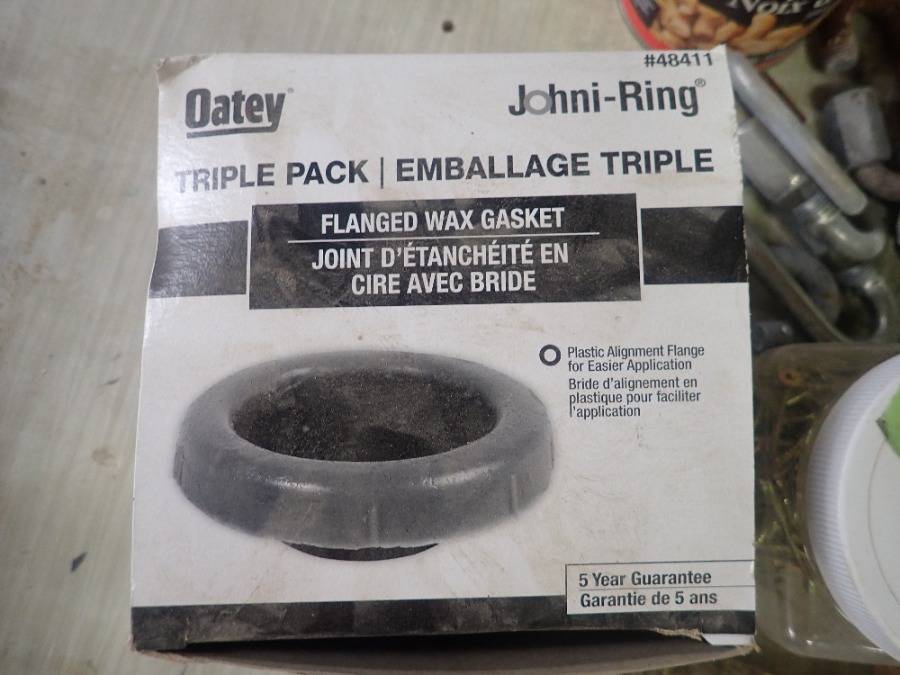 #48411
Oatey®
Johni-Ring®
TRIPLE PACK | EMBALLAGE TRIPLE
FLANGED WAX GASKET
JOINT D'ÉTANCHÉITÉ EN
CIRE AVEC BRIDE
Plastic Alignment Flange
for Easier Application
Bride d'alignement en
plastique pour faciliter
l'application
5 Year Guarantee
Garantie de 5 ans
NOIX